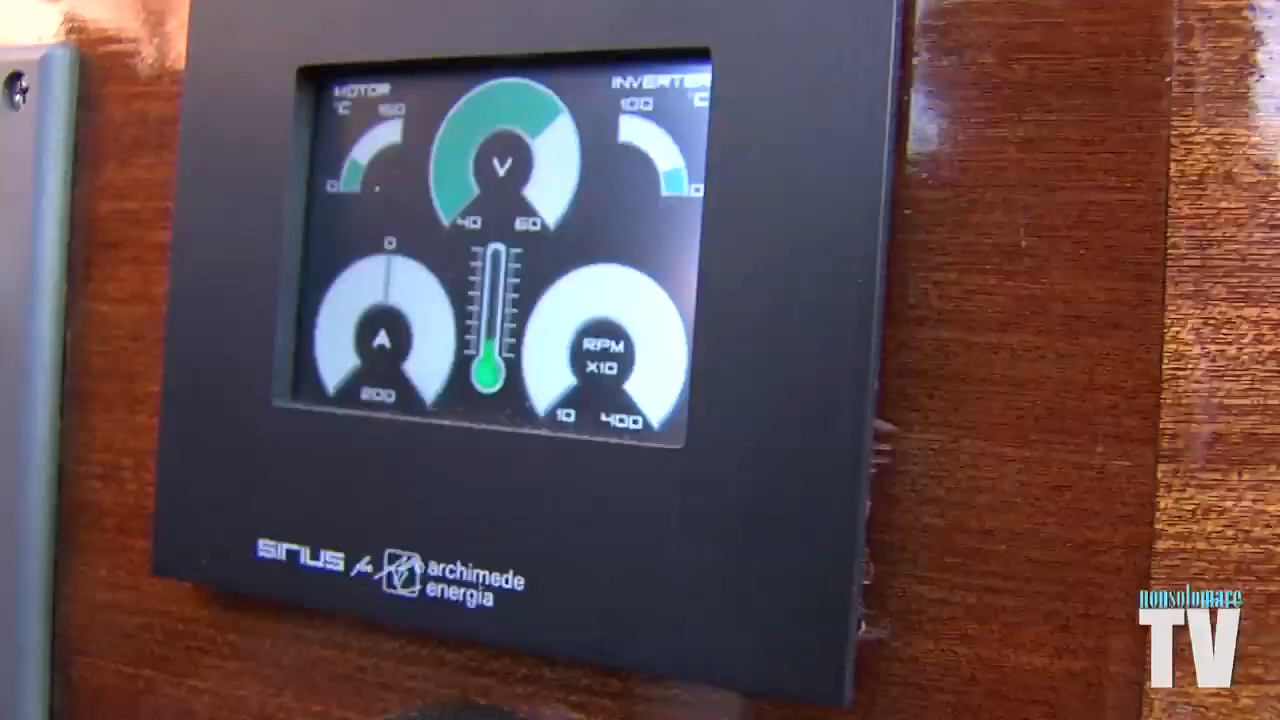 MOTOR
°C
150
0
V
40 60
INVERTER
°C
100
0
0
A
200
RPM
X10
10 400
sirius for archimede
energia
nonsolomare
TV